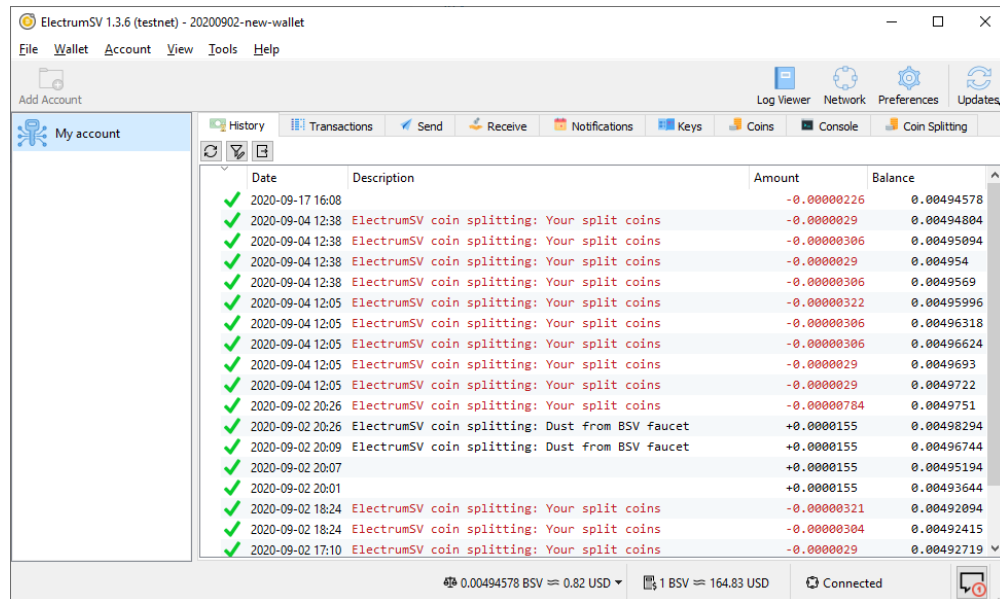 ElectrumSV 1.3.6 (testnet) - 20200902-new-wallet
File Wallet Account View Tools Help
Add Account Log Viewer Network Preferences Updates
My account
History Transactions Send Receive Notifications Keys Coins Console Coin Splitting
Date Description Amount Balance
2020-09-17 16:08 -0.00000226 0.00494578
2020-09-04 12:38 ElectrumSV coin splitting: Your split coins -0.0000029 0.00494804
2020-09-04 12:38 ElectrumSV coin splitting: Your split coins -0.00000306 0.00495094
2020-09-04 12:38 ElectrumSV coin splitting: Your split coins -0.0000029 0.004954
2020-09-04 12:38 ElectrumSV coin splitting: Your split coins -0.00000306 0.0049569
2020-09-04 12:05 ElectrumSV coin splitting: Your split coins -0.00000322 0.00495996
2020-09-04 12:05 ElectrumSV coin splitting: Your split coins -0.00000306 0.00496318
2020-09-04 12:05 ElectrumSV coin splitting: Your split coins -0.00000306 0.00496624
2020-09-04 12:05 ElectrumSV coin splitting: Your split coins -0.0000029 0.0049693
2020-09-04 12:05 ElectrumSV coin splitting: Your split coins -0.0000029 0.0049722
2020-09-02 20:26 ElectrumSV coin splitting: Your split coins -0.00000784 0.0049751
2020-09-02 20:26 ElectrumSV coin splitting: Dust from BSV faucet +0.0000155 0.00498294
2020-09-02 20:09 ElectrumSV coin splitting: Dust from BSV faucet +0.0000155 0.00496744
2020-09-02 20:07 +0.0000155 0.00495194
2020-09-02 20:01 +0.0000155 0.00493644
2020-09-02 18:24 ElectrumSV coin splitting: Your split coins -0.00000321 0.00492094
2020-09-02 18:24 ElectrumSV coin splitting: Your split coins -0.00000304 0.00492415
2020-09-02 17:10 ElectrumSV coin splitting: Your split coins -0.0000029 0.00492719
0.00494578 BSV ≈ 0.82 USD 1 BSV ≈ 164.83 USD Connected 1